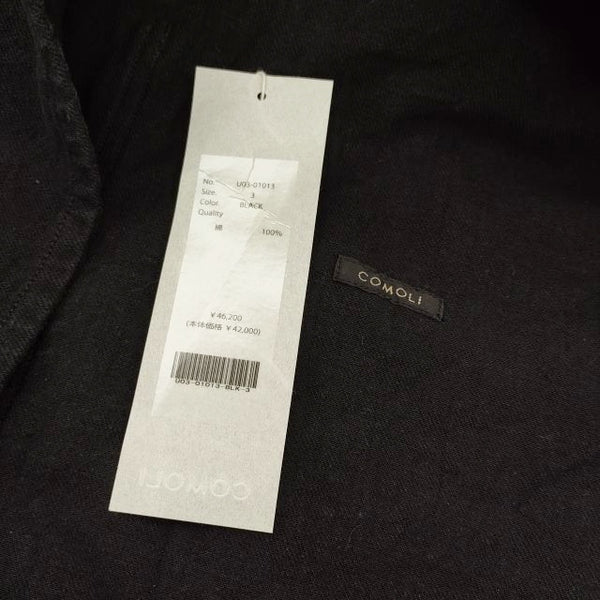 No. U03-01013
Size. 3
Color. BLACK
Quality
綿 100%
¥46,200
(本体価格 ¥42,000)
U03-01013-BLK-3
COMOLI
COMOLI